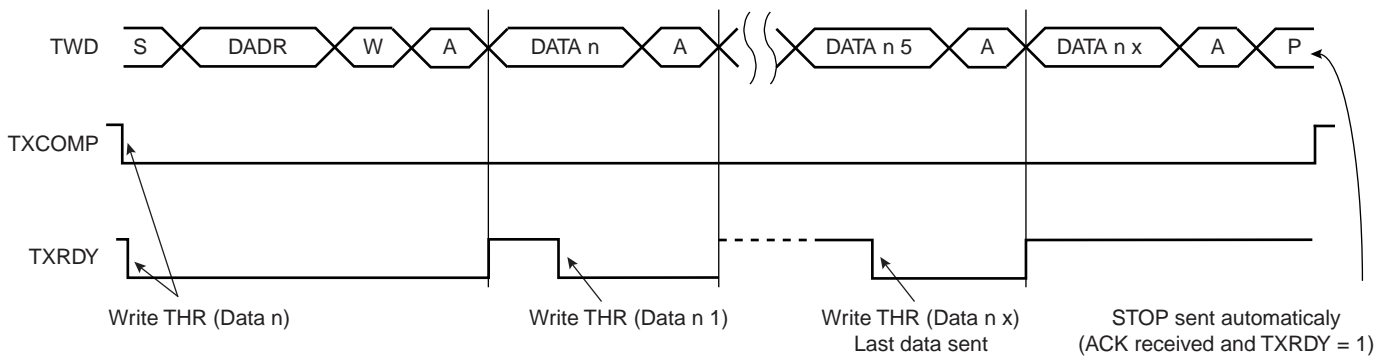 TWD S DADR W A DATA n A DATA n 5 A DATA n x A P
TXCOMP
TXRDY
Write THR (Data n)
Write THR (Data n 1)
Write THR (Data n x)
Last data sent
STOP sent automaticaly
(ACK received and TXRDY = 1)